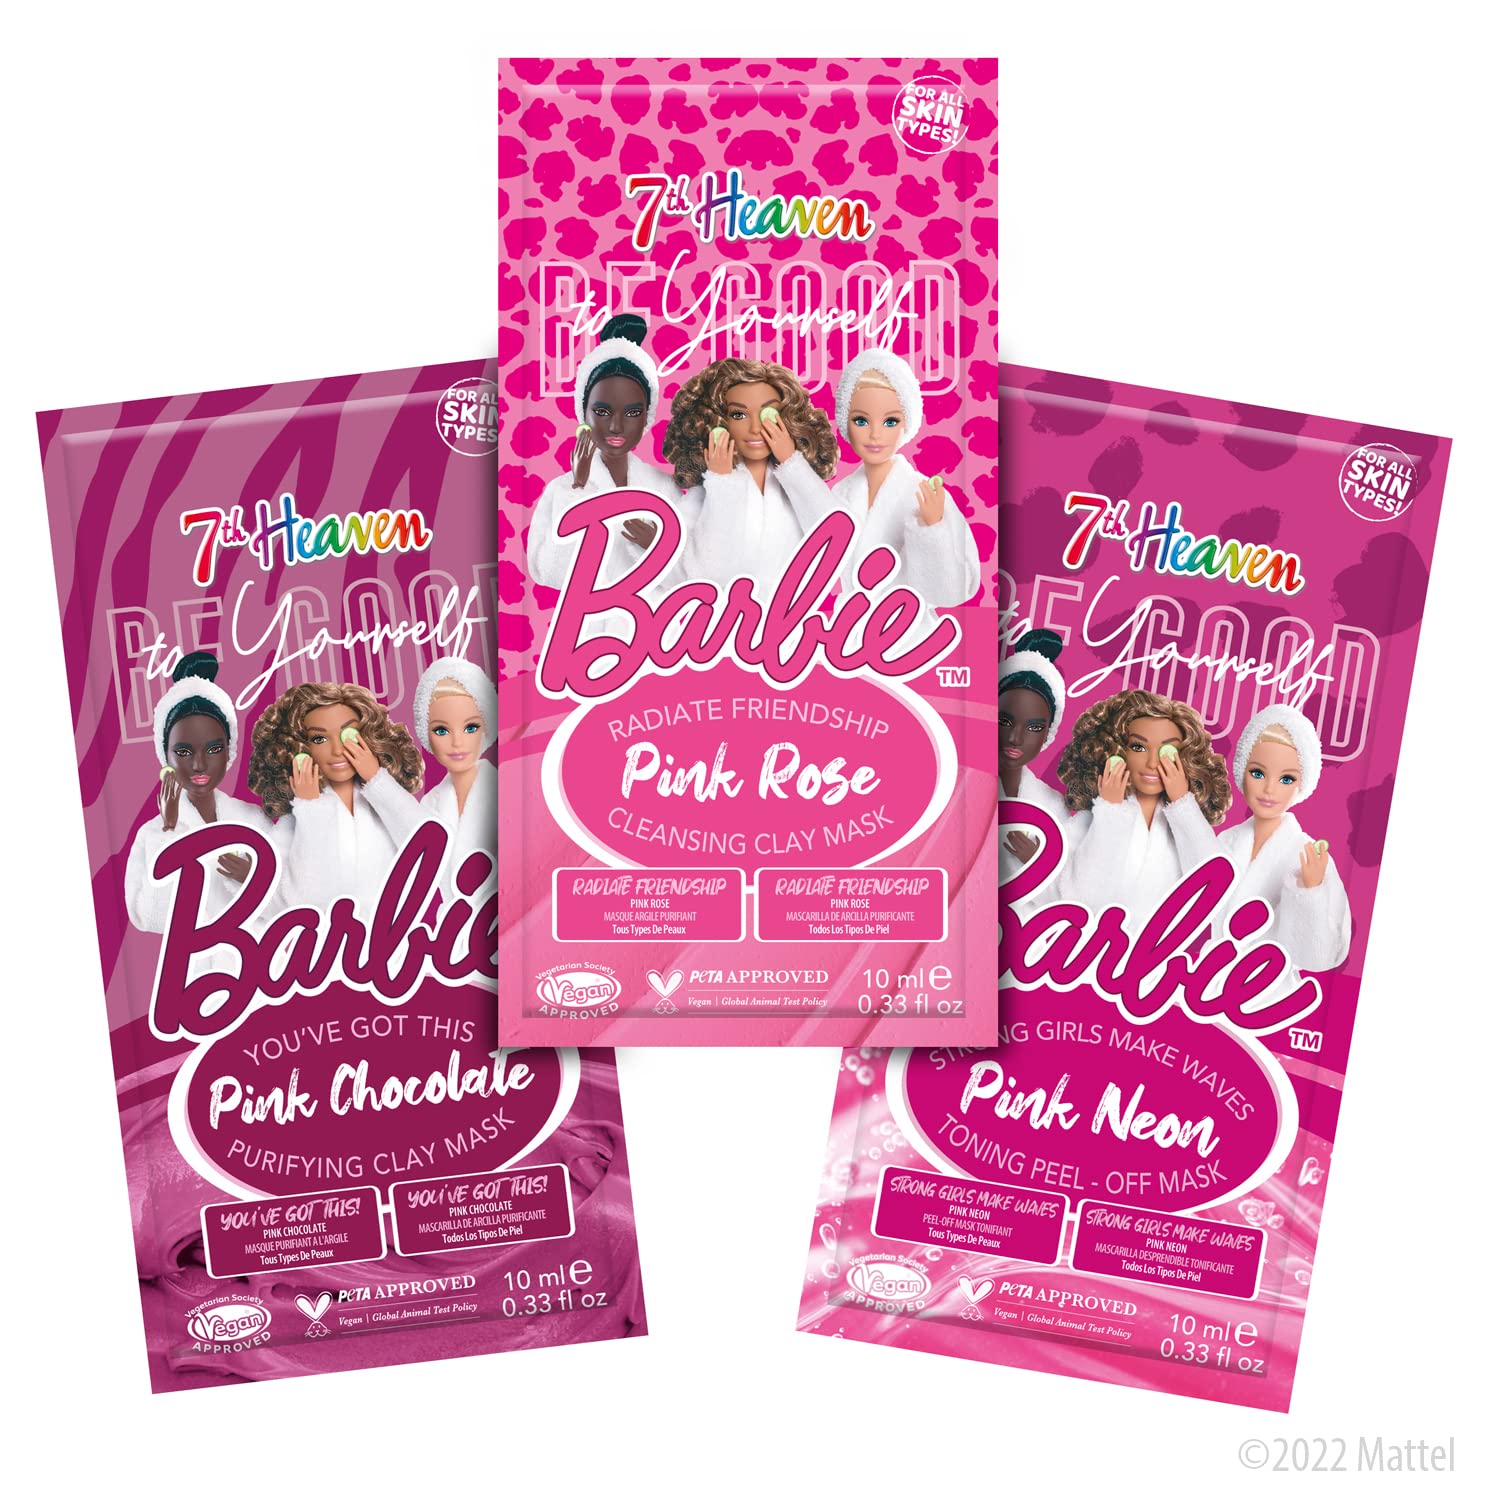 FOR ALL
SKIN
TYPES!
7th Heaven
BE GOOD
to Yourself
Barbie™
RADIATE FRIENDSHIP
Pink Rose
CLEANSING CLAY MASK
RADIATE FRIENDSHIP
PINK ROSE
MASQUE ARGILE PURIFIANT
Tous Types De Peaux
RADIATE FRIENDSHIP
PINK ROSE
MASCARILLA DE ARCILLA PURIFICANTE
Todos Los Tipos De Piel
Vegetarian Society
Vegan
APPROVED
PETA APPROVED
Vegan | Global Animal Test Policy
10 ml e
0.33 fl oz
FOR AL
SKIN
TYPES
7th Heaven
BE GOOD
to Yourself
Barbie
YOU'VE GOT THIS
Pink Chocolate
PURIFYING CLAY MASK
YOU'VE GOT THIS!
PINK CHOCOLATE
MASQUE PURIFIANT A L'ARGILE
Tous Types De Peaux
YOU'VE GOT THIS!
PINK CHOCOLATE
MASCARILLA DE ARCILLA PURIFICANTE
Todos Los Tipos De Piel
Vegetarian Society
Vegan
APPROVED
PETA APPROVED
Vegan | Global Animal Test Policy
10 ml e
0.33 fl oz
FOR ALL
SKIN
TYPES!
7th Heaven
BE GOOD
to Yourself
Barbie™
STRONG GIRLS MAKE WAVES
Pink Neon
TONING PEEL - OFF MASK
STRONG GIRLS MAKE WAVES
PINK NEON
PEEL-OFF MASK TONIFIANT
Tous Types De Peaux
STRONG GIRLS MAKE WAVES
PINK NEON
MASCARILLA DESPRENDIBLE TONIFICANTE
Todos Los Tipos De Piel
Vegetarian Society
Vegan
APPROVED
PETA APPROVED
Vegan | Global Animal Test Policy
10 ml e
0.33 fl oz
©2022 Mattel